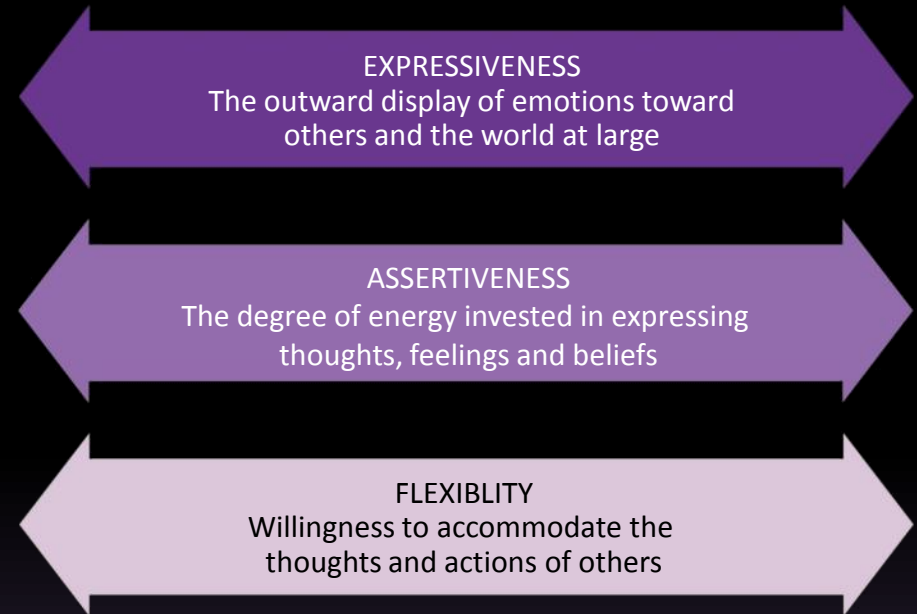 EXPRESSIVENESS
The outward display of emotions toward
others and the world at large
ASSERTIVENESS
The degree of energy invested in expressing
thoughts, feelings and beliefs
FLEXIBLITY
Willingness to accommodate the
thoughts and actions of others